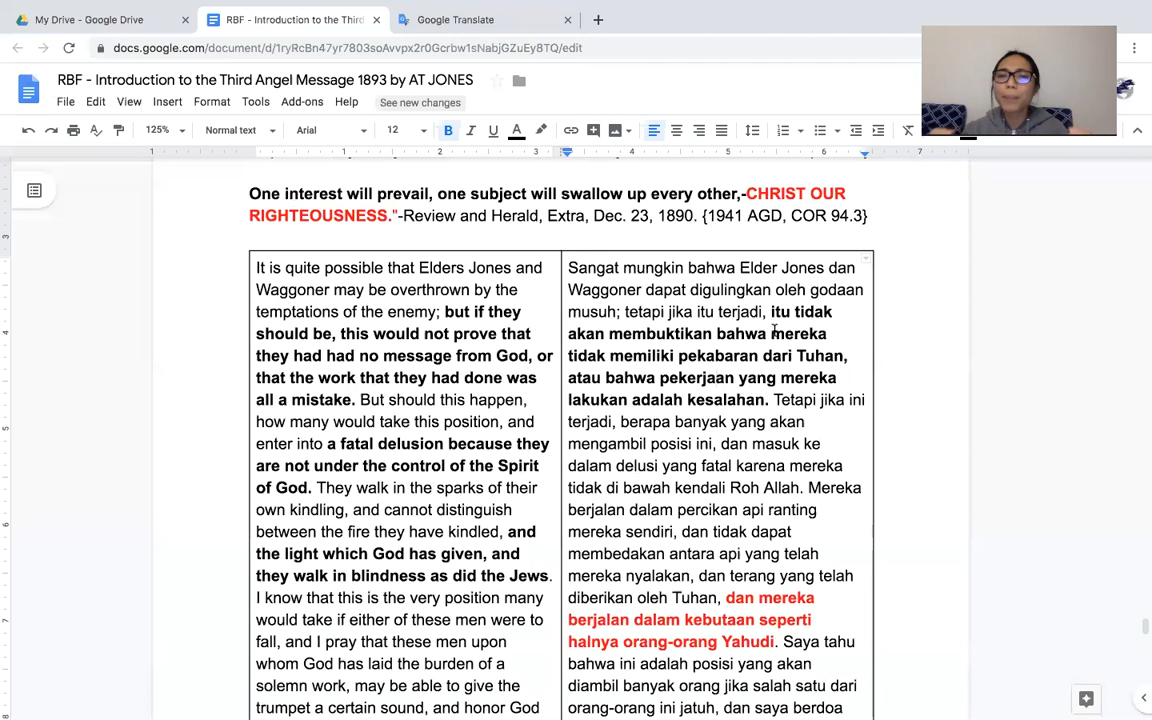 My Drive - Google Drive
RBF - Introduction to the Third
Google Translate
docs.google.com/document/d/1ryRcBn47yr7803soAvvpx2r0Gcrbw1sNabjGZuEy8TQ/edit
RBF - Introduction to the Third Angel Message 1893 by AT JONES
File Edit View Insert Format Tools Add-ons Help See new changes
125% Normal text Arial 12
1 1 2 3 4 5 6 7
One interest will prevail, one subject will swallow up every other,-CHRIST OUR
RIGHTEOUSNESS."-Review and Herald, Extra, Dec. 23, 1890. {1941 AGD, COR 94.3}
It is quite possible that Elders Jones and
Waggoner may be overthrown by the
temptations of the enemy; but if they
should be, this would not prove that
they had had no message from God, or
that the work that they had done was
all a mistake. But should this happen,
how many would take this position, and
enter into a fatal delusion because they
are not under the control of the Spirit
of God. They walk in the sparks of their
own kindling, and cannot distinguish
between the fire they have kindled, and
the light which God has given, and
they walk in blindness as did the Jews.
I know that this is the very position many
would take if either of these men were to
fall, and I pray that these men upon
whom God has laid the burden of a
solemn work, may be able to give the
trumpet a certain sound, and honor God
Sangat mungkin bahwa Elder Jones dan
Waggoner dapat digulingkan oleh godaan
musuh; tetapi jika itu terjadi, itu tidak
akan membuktikan bahwa mereka
tidak memiliki pekabaran dari Tuhan,
atau bahwa pekerjaan yang mereka
lakukan adalah kesalahan. Tetapi jika ini
terjadi, berapa banyak yang akan
mengambil posisi ini, dan masuk ke
dalam delusi yang fatal karena mereka
tidak di bawah kendali Roh Allah. Mereka
berjalan dalam percikan api ranting
mereka sendiri, dan tidak dapat
membedakan antara api yang telah
mereka nyalakan, dan terang yang telah
diberikan oleh Tuhan, dan mereka
berjalan dalam kebutaan seperti
halnya orang-orang Yahudi. Saya tahu
bahwa ini adalah posisi yang akan
diambil banyak orang jika salah satu dari
orang-orang ini jatuh, dan saya berdoa